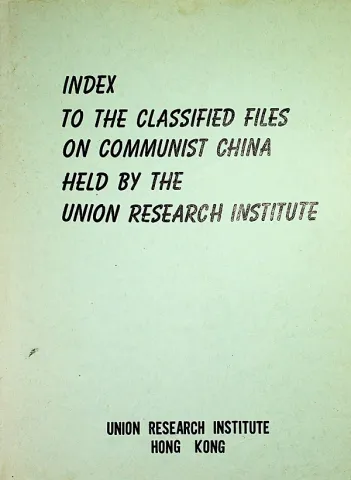 INDEX
TO THE CLASSIFIED FILES
ON COMMUNIST CHINA
HELD BY THE
UNION RESEARCH INSTITUTE
UNION RESEARCH INSTITUTE
HONG KONG